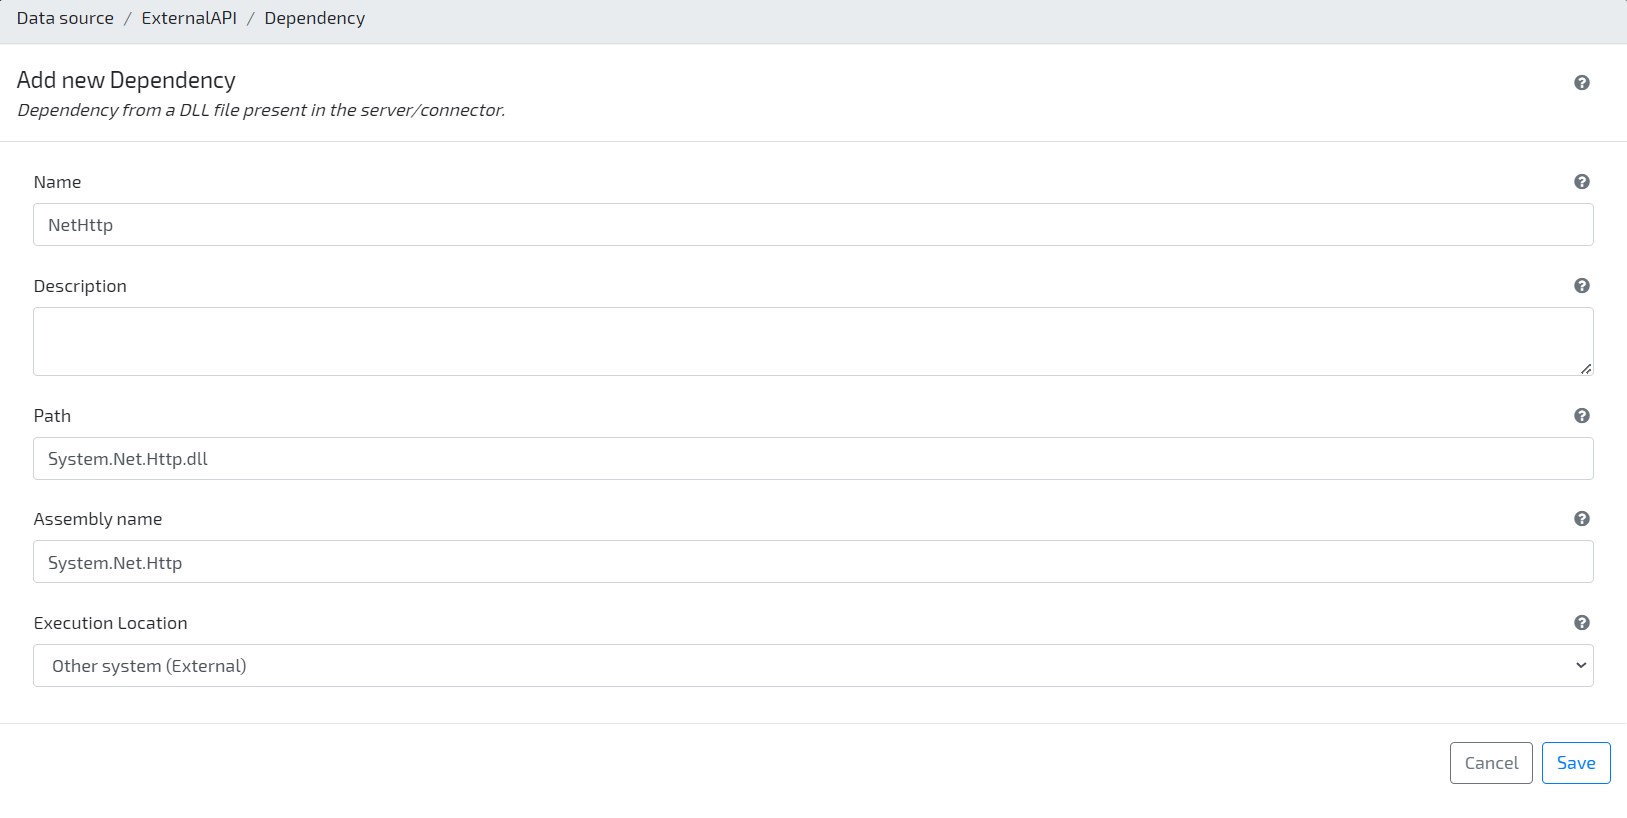 Data source / ExternalAPI / Dependency
Add new Dependency
Dependency from a DLL file present in the server/connector.
Name
NetHttp
Description
Path
System.Net.Http.dll
Assembly name
System.Net.Http
Execution Location
Other system (External)
Cancel Save